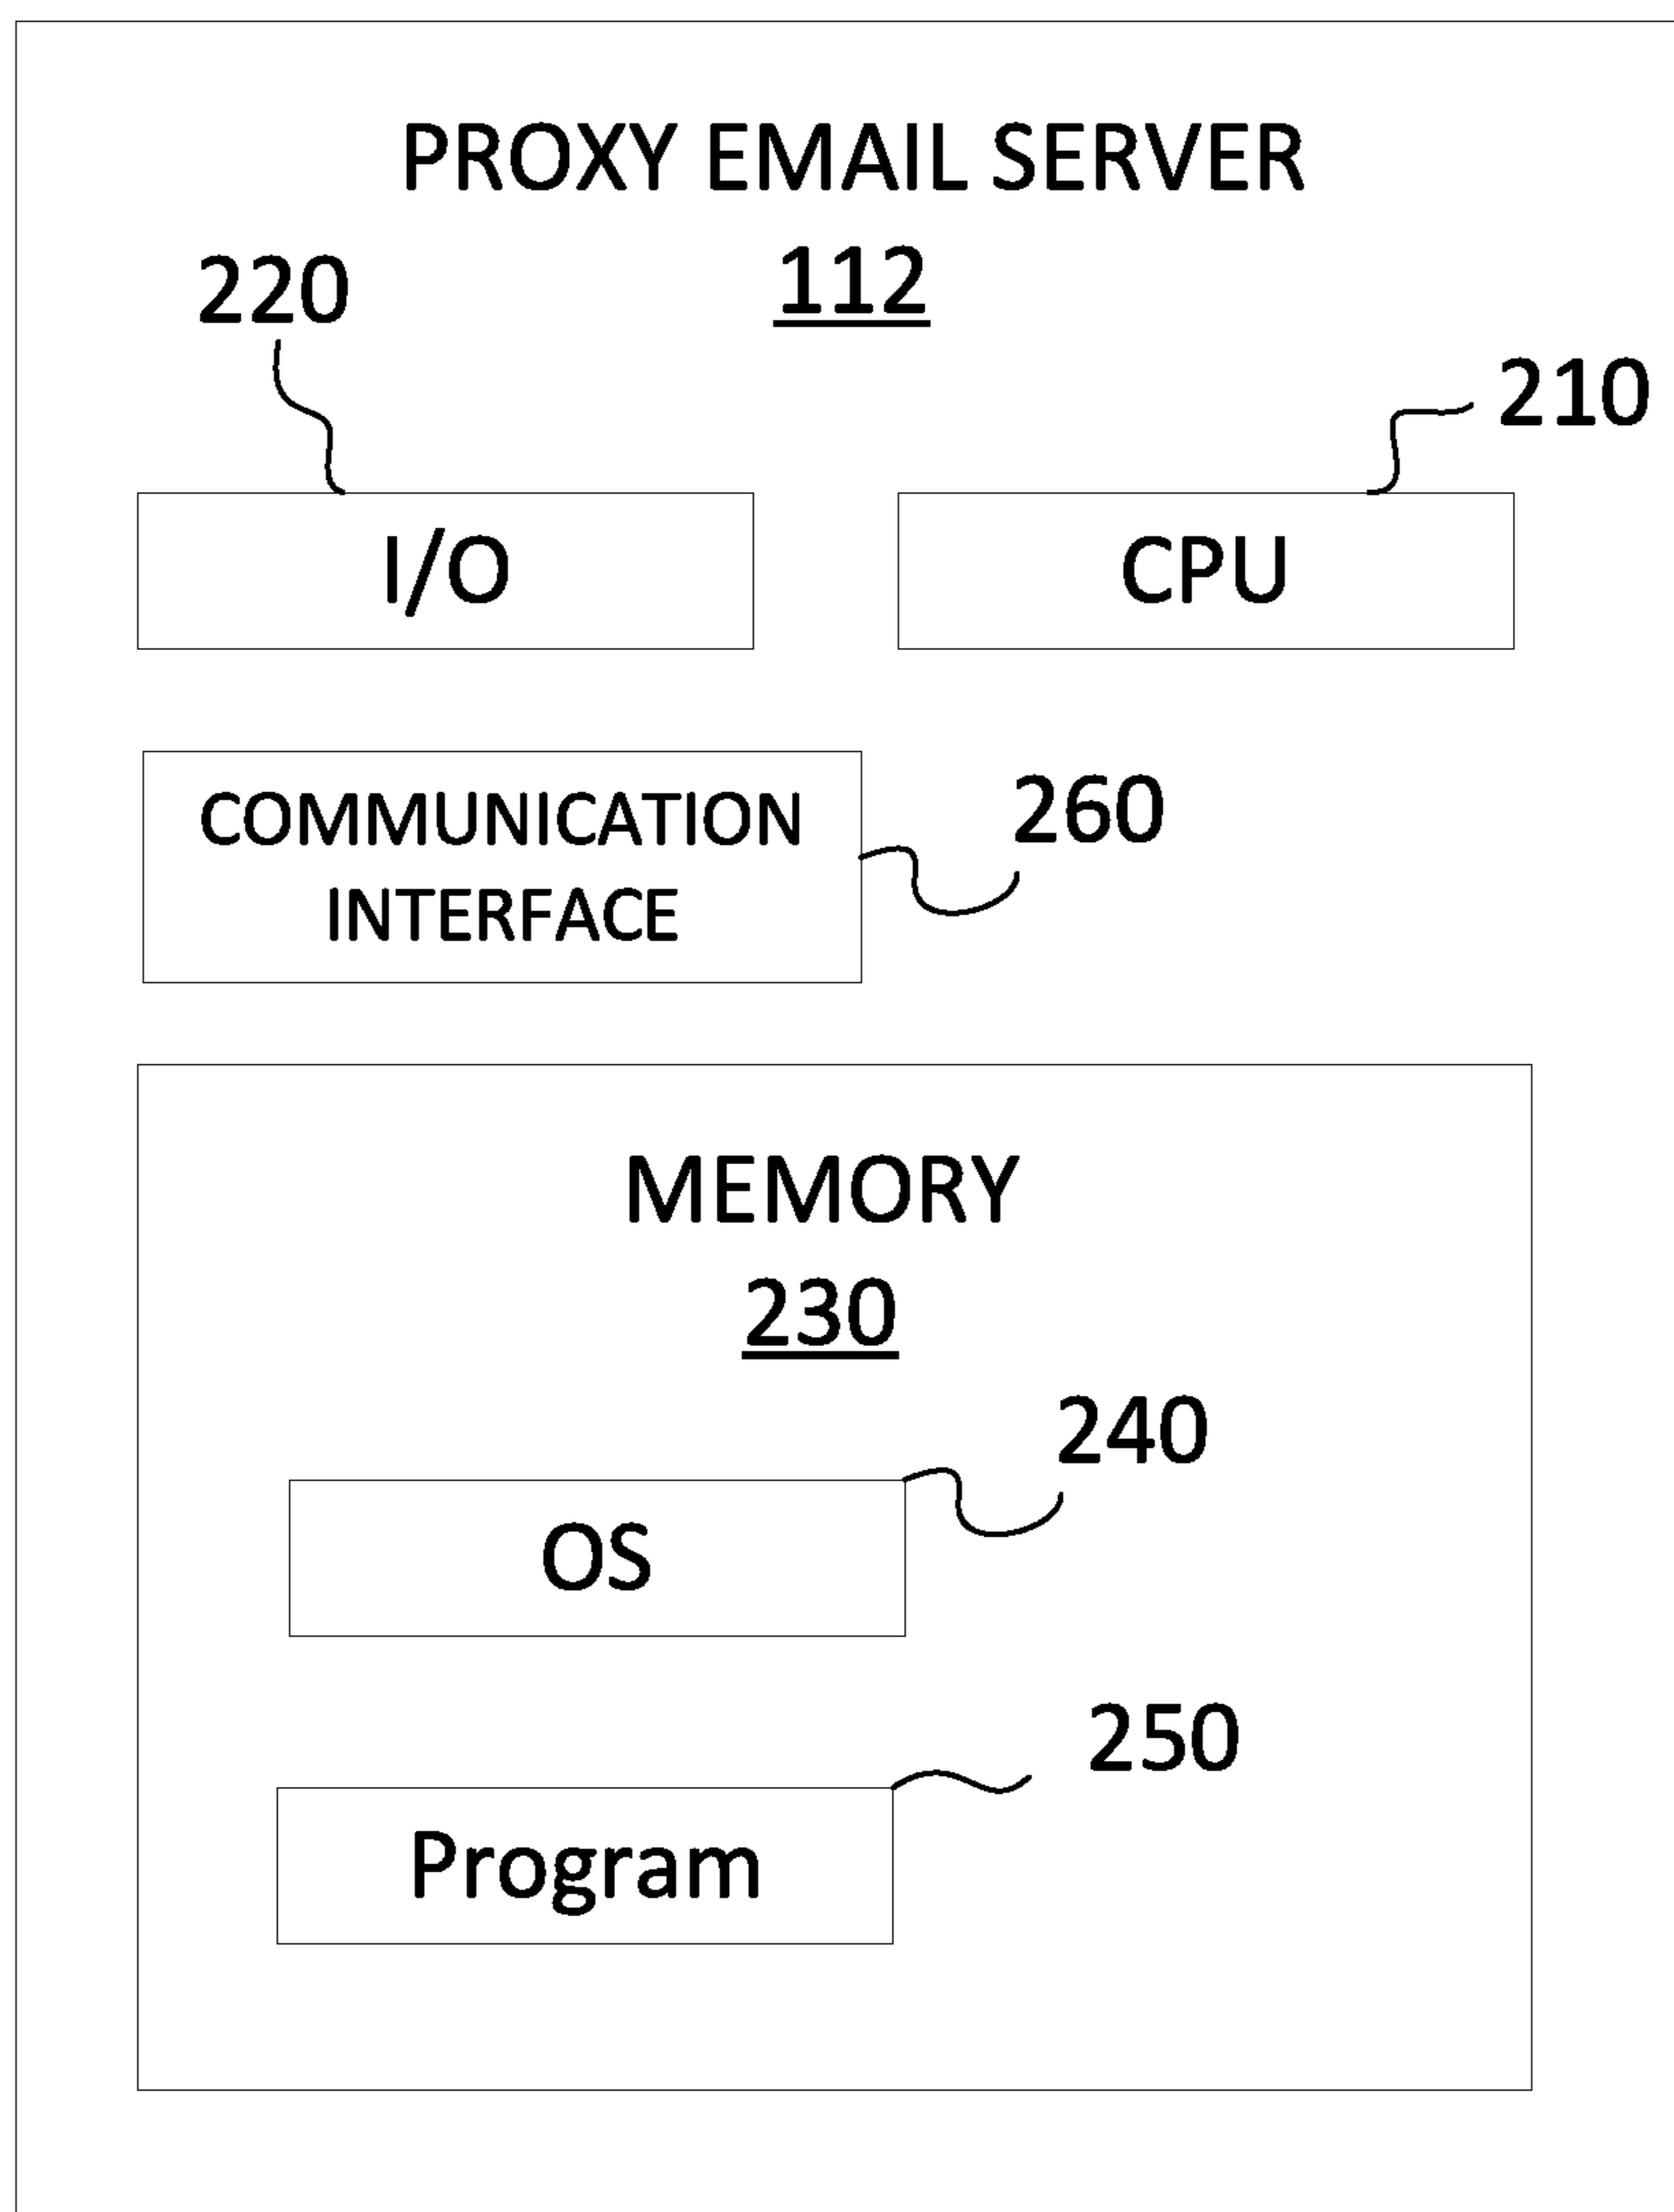 PROXY EMAIL SERVER
112
220
210
I/O
CPU
260
COMMUNICATION
INTERFACE
MEMORY
230
240
OS
250
Program